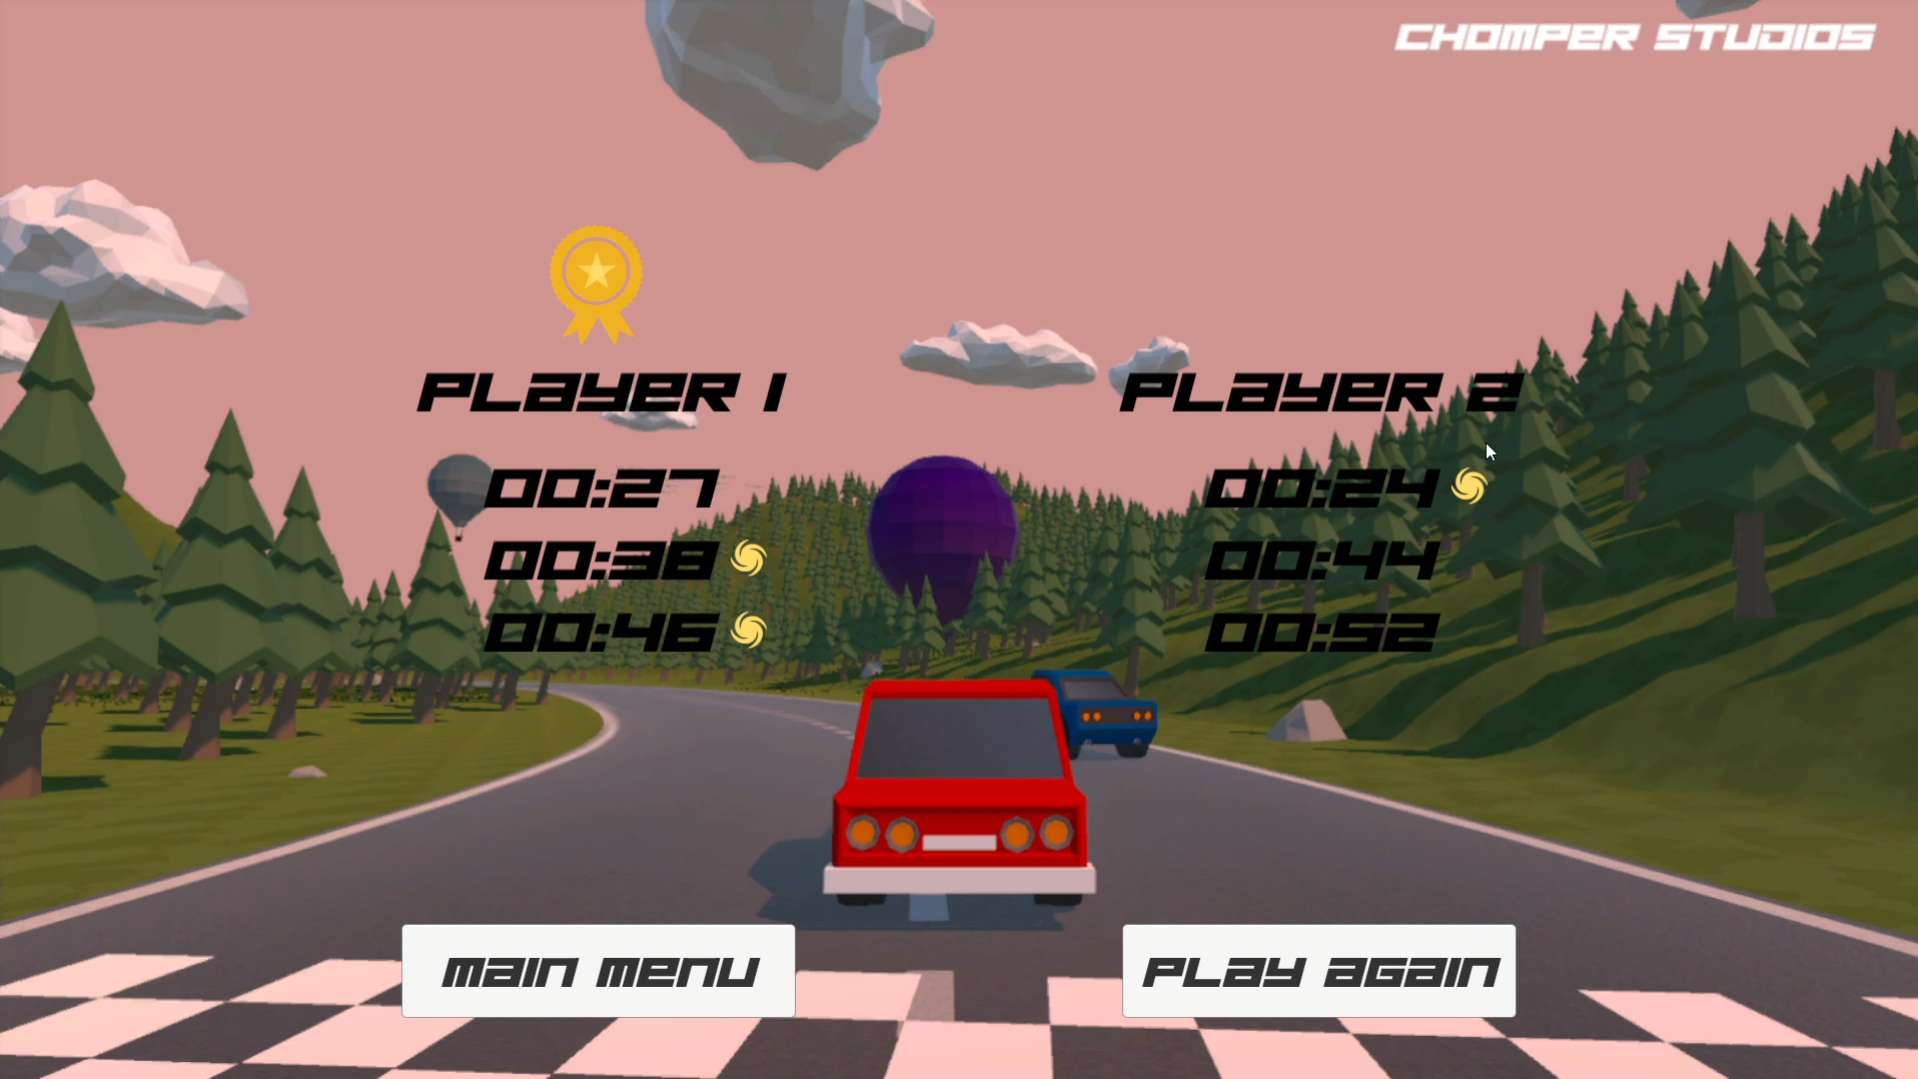 CHOMPER STUDIOS
PLAYER 1
00:27
00:38
00:46
PLAYER 2
00:24
00:44
00:52
MAIN MENU
PLAY AGAIN